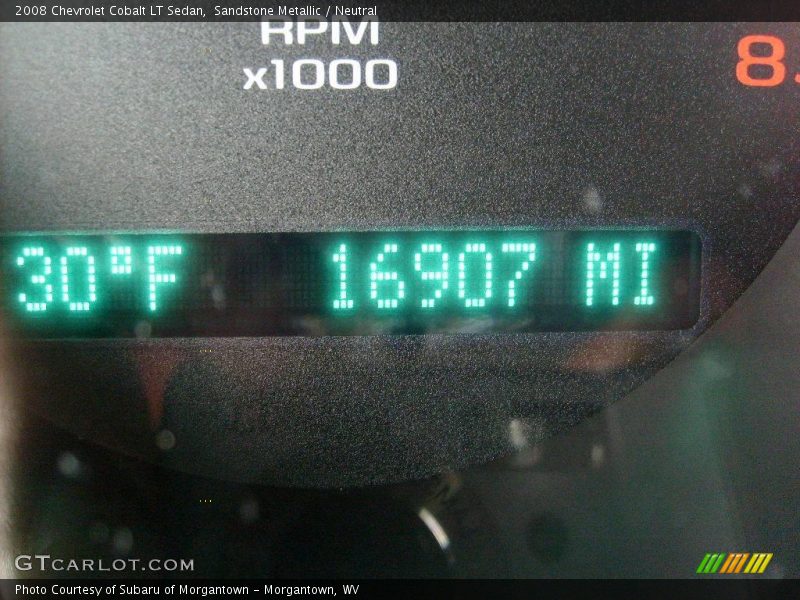 2008 Chevrolet Cobalt LT Sedan, Sandstone Metallic / Neutral
RPM
x1000
8.
30°F 16907 MI
GTCARLOT.COM
Photo Courtesy of Subaru of Morgantown - Morgantown, WV